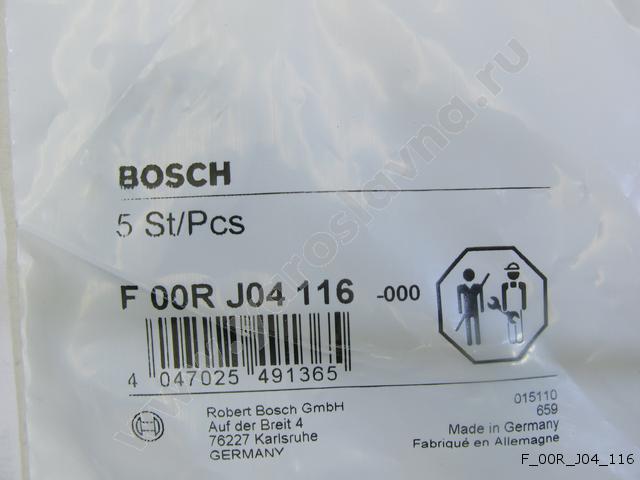 BOSCH
5 St/Pcs
F 00R J04 116 -000
4 047025 491365
Robert Bosch GmbH
Auf der Breit 4
76227 Karlsruhe
GERMANY
015110
659
Made in Germany
Fabriqué en Allemagne
F_00R_J04_116